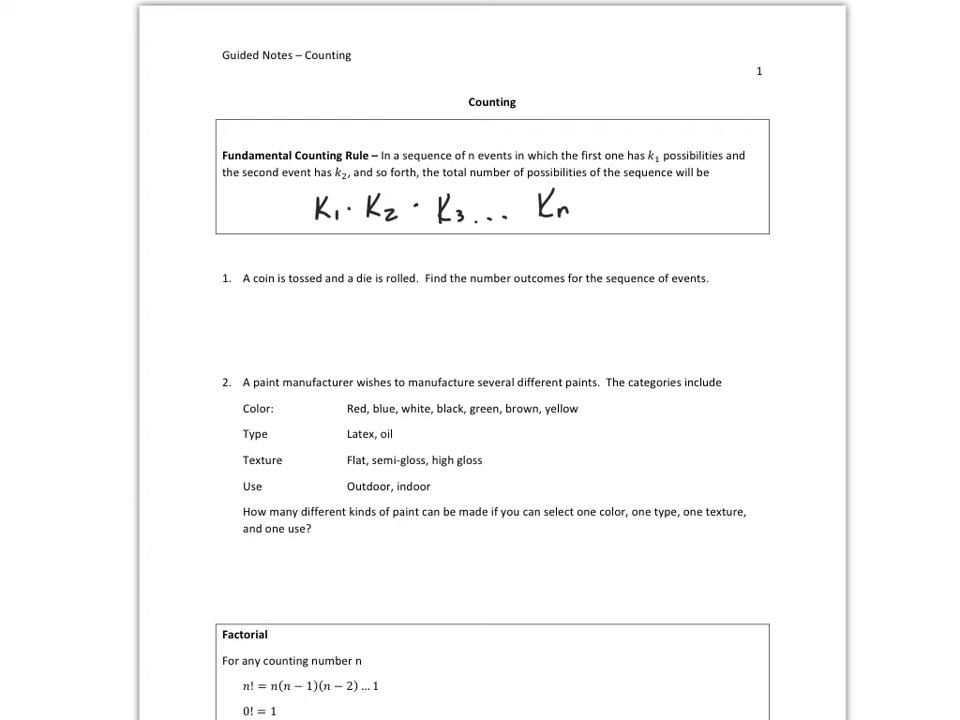 Guided Notes – Counting
1
Counting
Fundamental Counting Rule – In a sequence of n events in which the first one has k₁ possibilities and
the second event has k₂, and so forth, the total number of possibilities of the sequence will be
K₁ · K₂ · K₃ ... Kₙ
1. A coin is tossed and a die is rolled. Find the number outcomes for the sequence of events.
2. A paint manufacturer wishes to manufacture several different paints. The categories include
Color: Red, blue, white, black, green, brown, yellow
Type Latex, oil
Texture Flat, semi-gloss, high gloss
Use Outdoor, indoor
How many different kinds of paint can be made if you can select one color, one type, one texture,
and one use?
Factorial
For any counting number n
n! = n(n − 1)(n − 2) … 1
0! = 1